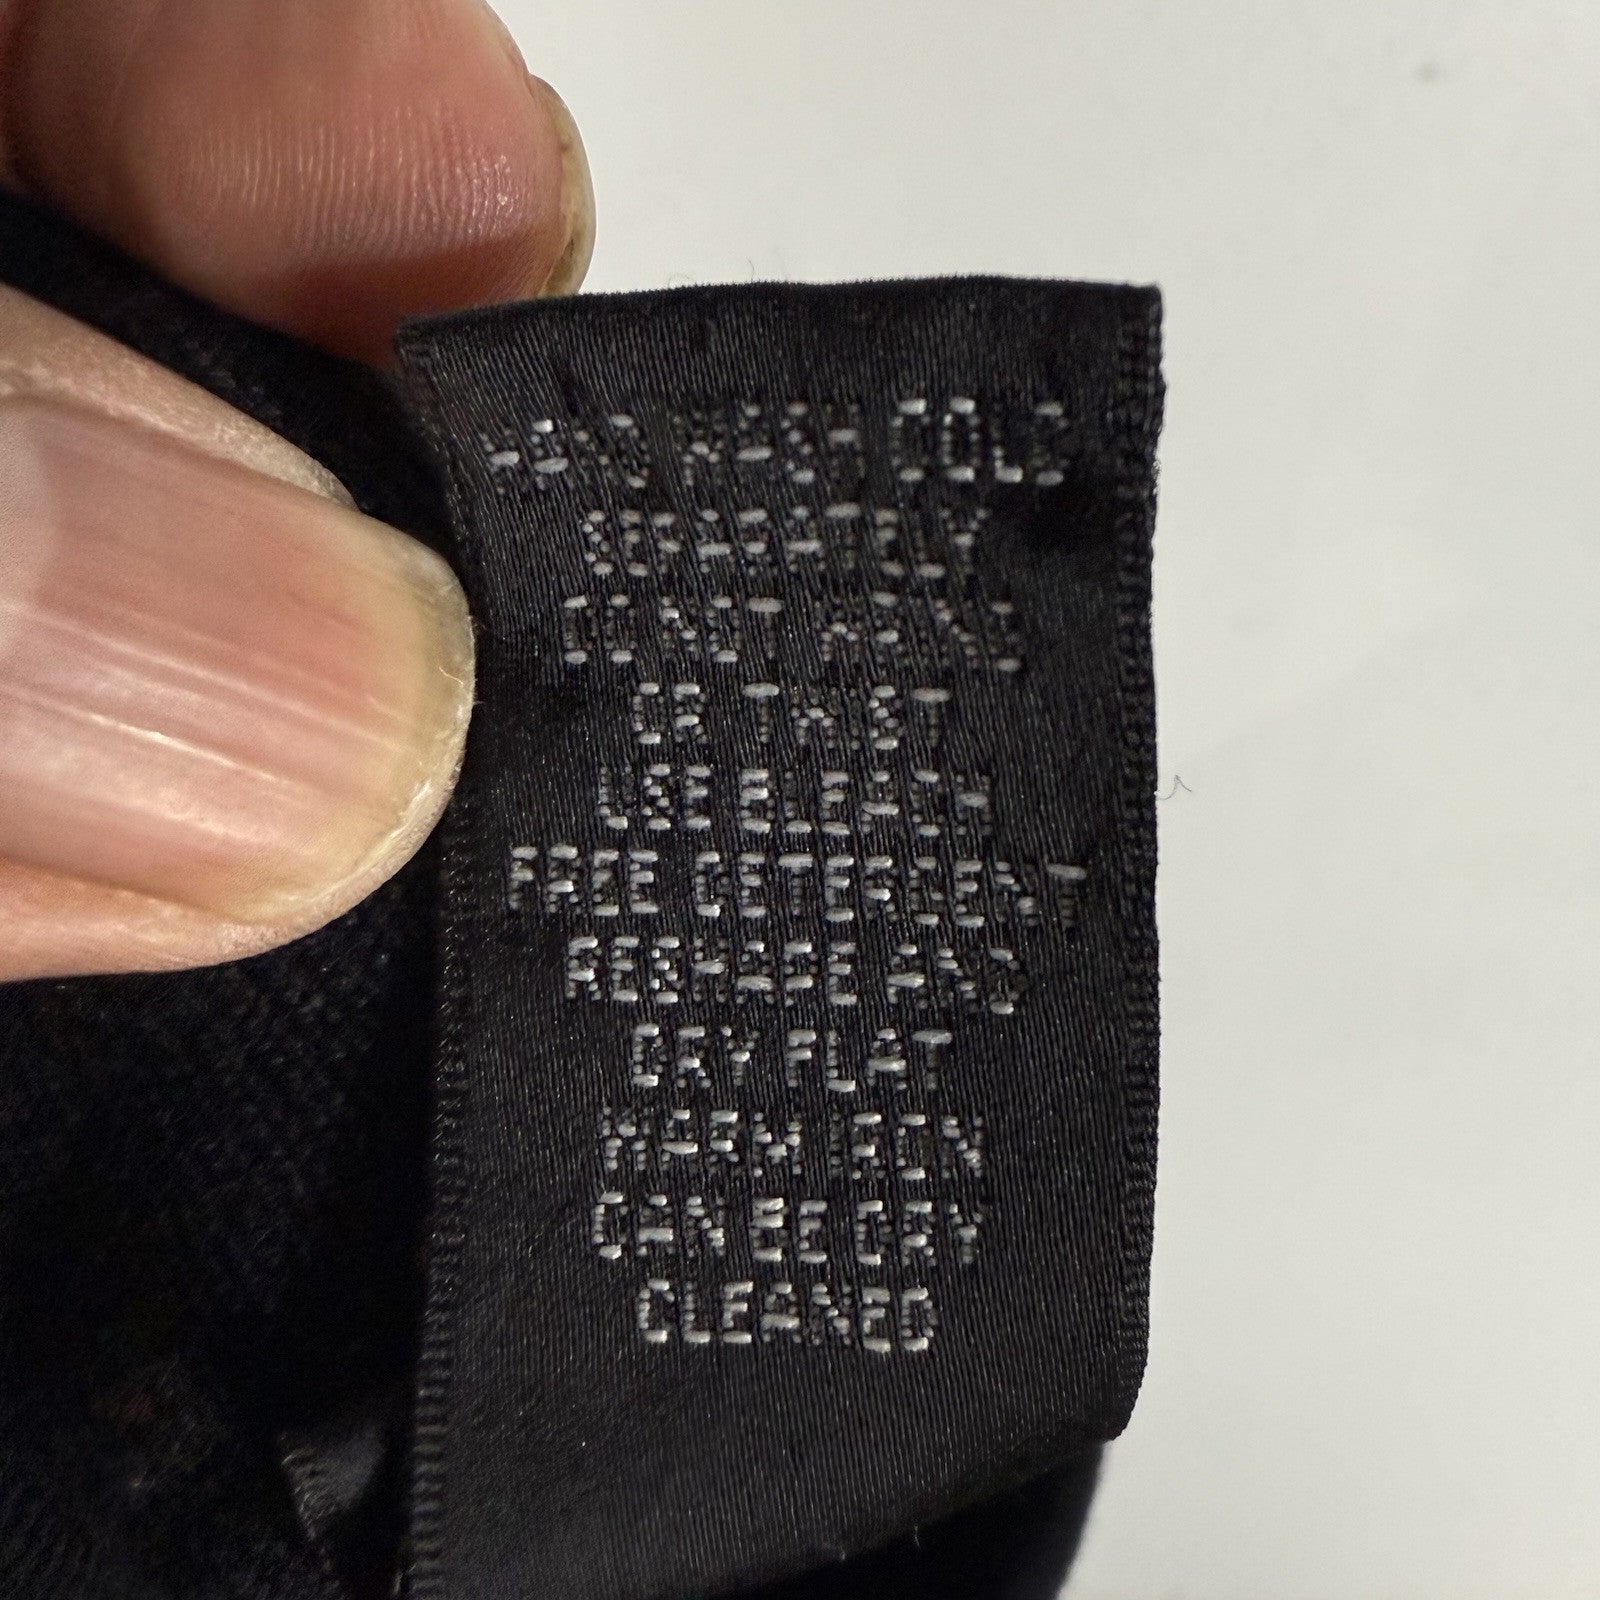 HAND WASH COLD
SEPARATELY
DO NOT WRING
OR TWIST
USE BLEACH
FREE DETERGENT
RESHAPE AND
DRY FLAT
WARM IRON
CAN BE DRY
CLEANED